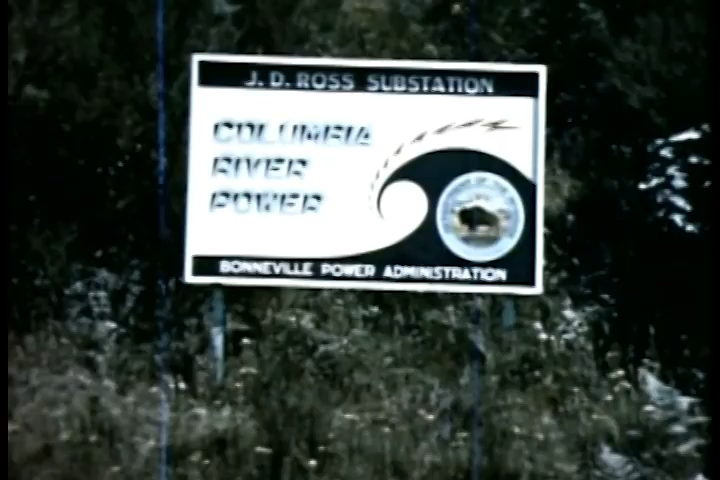 J. D. ROSS SUBSTATION
COLUMBIA
RIVER
POWER
BONNEVILLE POWER ADMINISTRATION